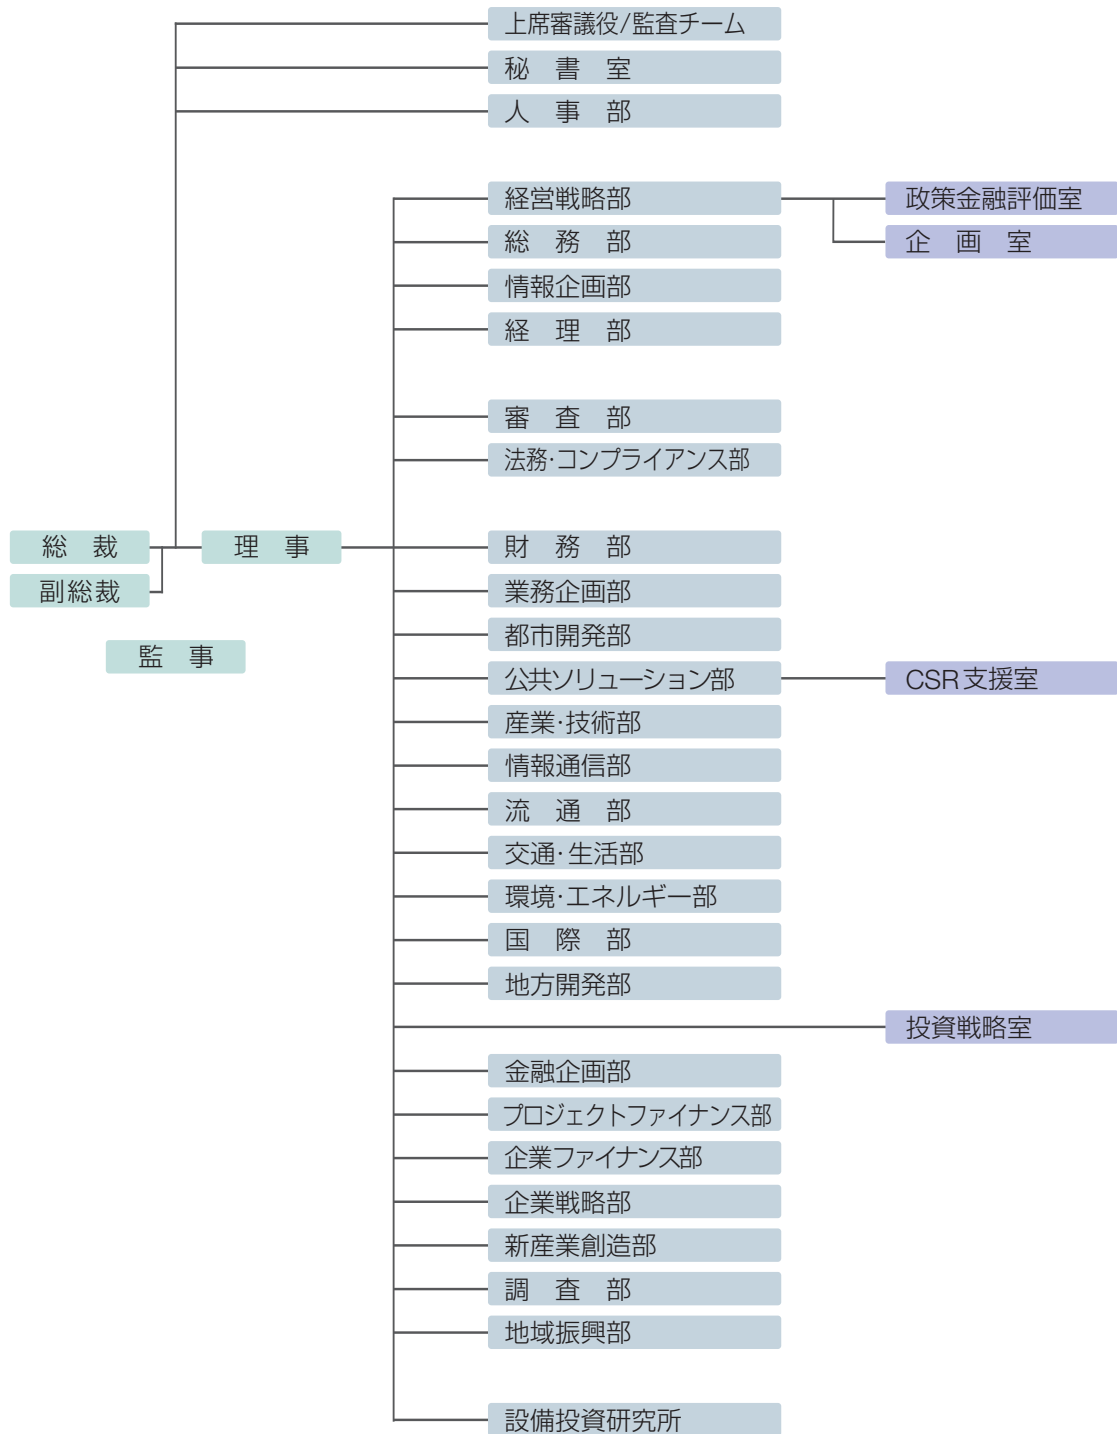 上席審議役/監査チーム
秘　書　室
人　事　部
経営戦略部
政策金融評価室
総　務　部
企　画　室
情報企画部
経　理　部
審　査　部
法務・コンプライアンス部
総　裁
理　事
財　務　部
副総裁
業務企画部
都市開発部
監　事
公共ソリューション部
CSR支援室
産業・技術部
情報通信部
流　通　部
交通・生活部
環境・エネルギー部
国　際　部
地方開発部
投資戦略室
金融企画部
プロジェクトファイナンス部
企業ファイナンス部
企業戦略部
新産業創造部
調　査　部
地域振興部
設備投資研究所